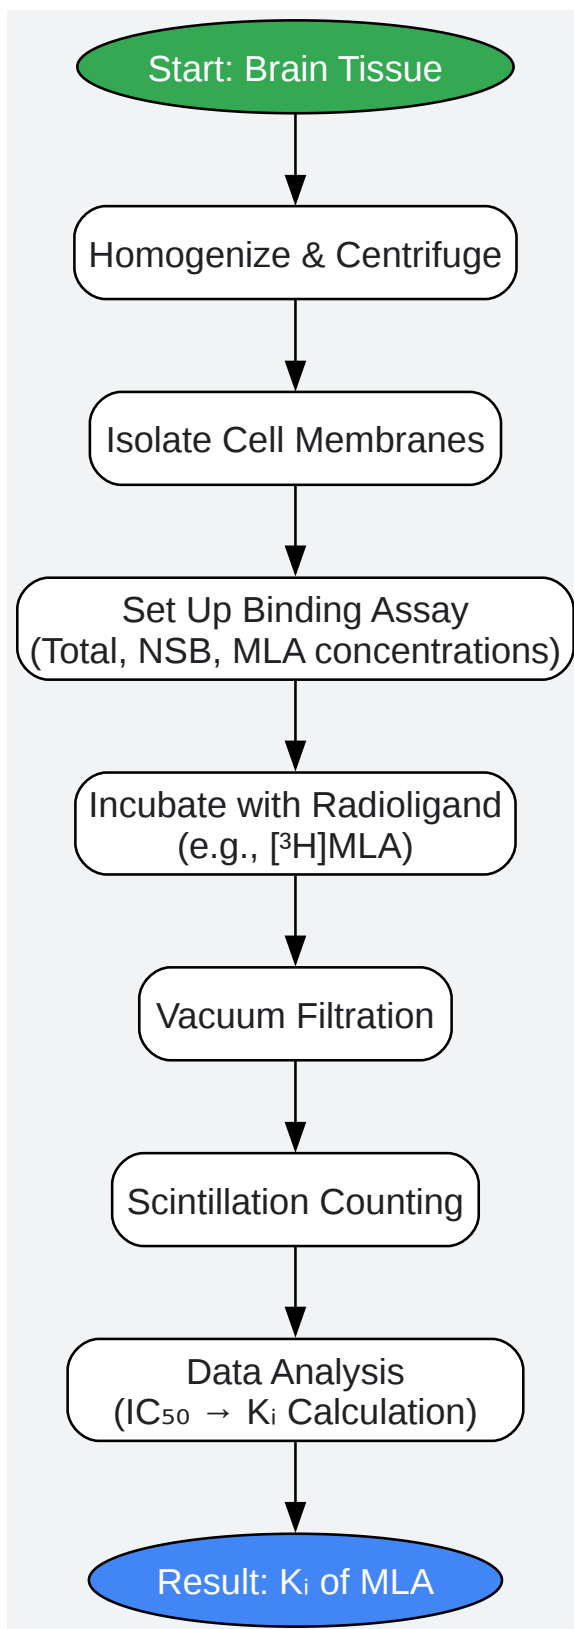 Start: Brain Tissue
Homogenize & Centrifuge
Isolate Cell Membranes
Set Up Binding Assay
(Total, NSB, MLA concentrations)
Incubate with Radioligand
(e.g., [³H]MLA)
Vacuum Filtration
Scintillation Counting
Data Analysis
(IC₅₀ → Kᵢ Calculation)
Result: Kᵢ of MLA